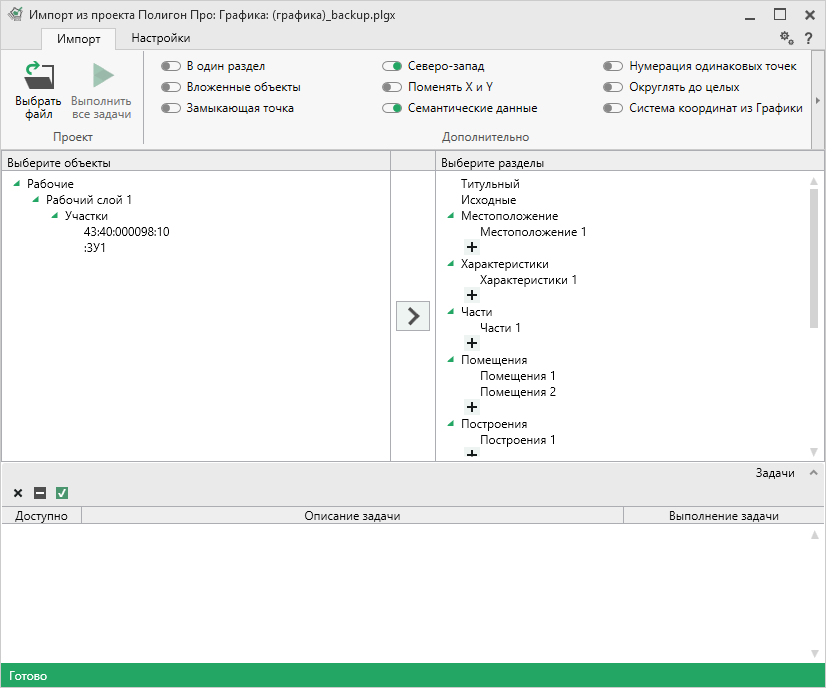 Импорт из проекта Полигон Про: Графика: (графика)_backup.plgx
Импорт Настройки
?
Выбрать файл
Выполнить все задачи
Проект
В один раздел
Вложенные объекты
Замыкающая точка
Северо-запад
Поменять X и Y
Семантические данные
Нумерация одинаковых точек
Округлять до целых
Система координат из Графики
Дополнительно
Выберите объекты
Рабочие
Рабочий слой 1
Участки
43:40:000098:10
:ЗУ1
Выберите разделы
Титульный
Исходные
Местоположение
Местоположение 1
Характеристики
Характеристики 1
Части
Части 1
Помещения
Помещения 1
Помещения 2
Построения
Построения 1
Задачи
Доступно Описание задачи Выполнение задачи
Готово